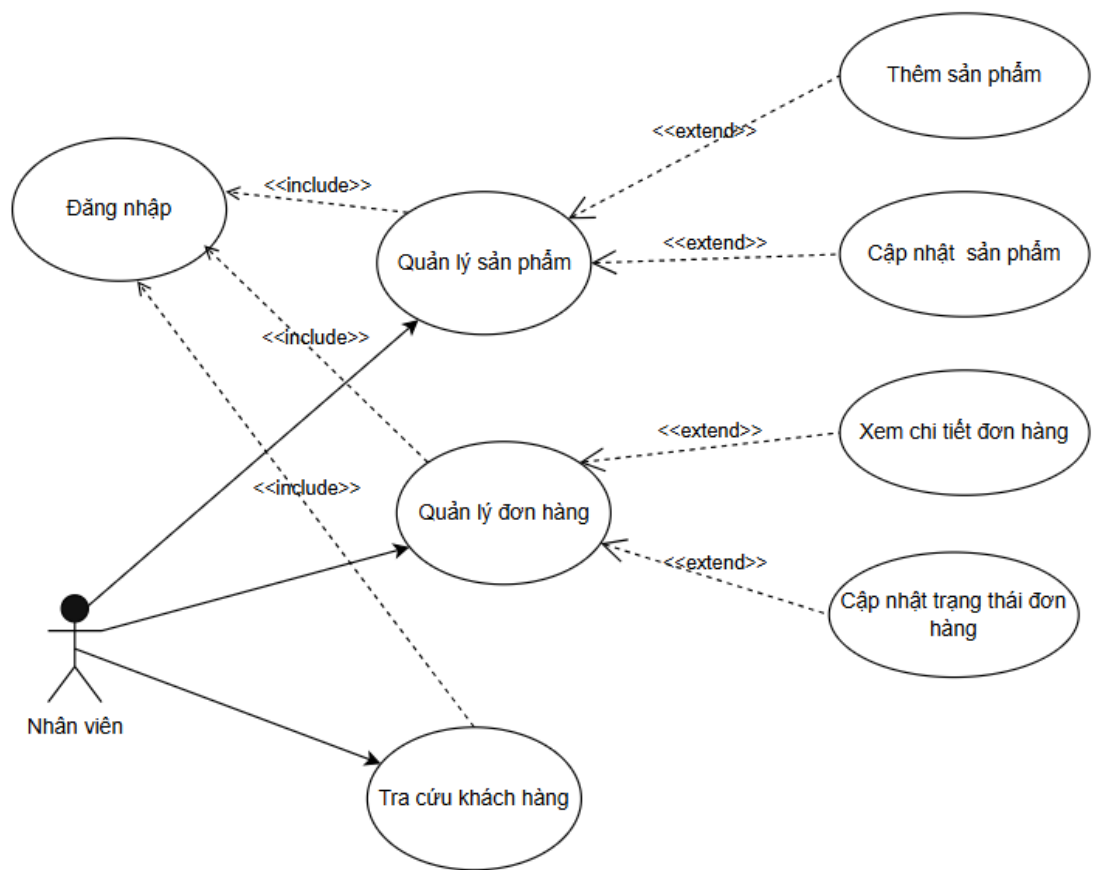 Thêm sản phẩm
<<extend>>
Đăng nhập
<<include>>
Quản lý sản phẩm
<<extend>>
Cập nhật  sản phẩm
<<include>>
<<extend>>
Xem chi tiết đơn hàng
<<include>>
Quản lý đơn hàng
<<extend>>
Cập nhật trạng thái đơn
hàng
Nhân viên
Tra cứu khách hàng